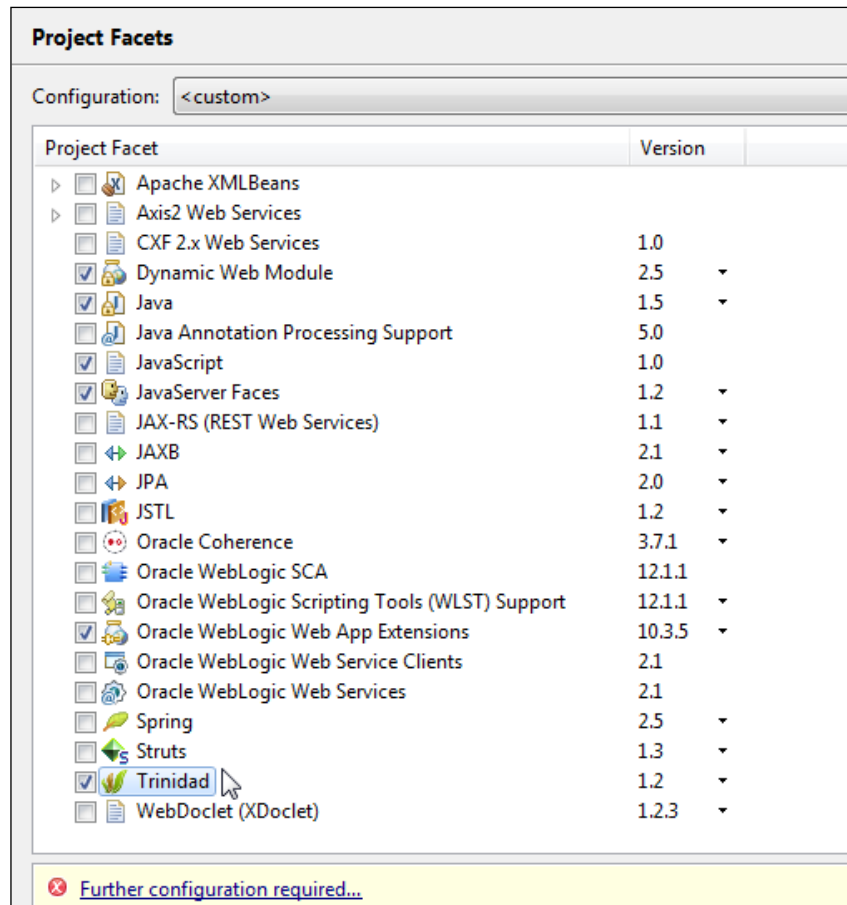 Project Facets
Configuration: <custom>
Project Facet Version
Apache XMLBeans
Axis2 Web Services
CXF 2.x Web Services 1.0
Dynamic Web Module 2.5
Java 1.5
Java Annotation Processing Support 5.0
JavaScript 1.0
JavaServer Faces 1.2
JAX-RS (REST Web Services) 1.1
JAXB 2.1
JPA 2.0
JSTL 1.2
Oracle Coherence 3.7.1
Oracle WebLogic SCA 12.1.1
Oracle WebLogic Scripting Tools (WLST) Support 12.1.1
Oracle WebLogic Web App Extensions 10.3.5
Oracle WebLogic Web Service Clients 2.1
Oracle WebLogic Web Services 2.1
Spring 2.5
Struts 1.3
Trinidad 1.2
WebDoclet (XDoclet) 1.2.3
Further configuration required...